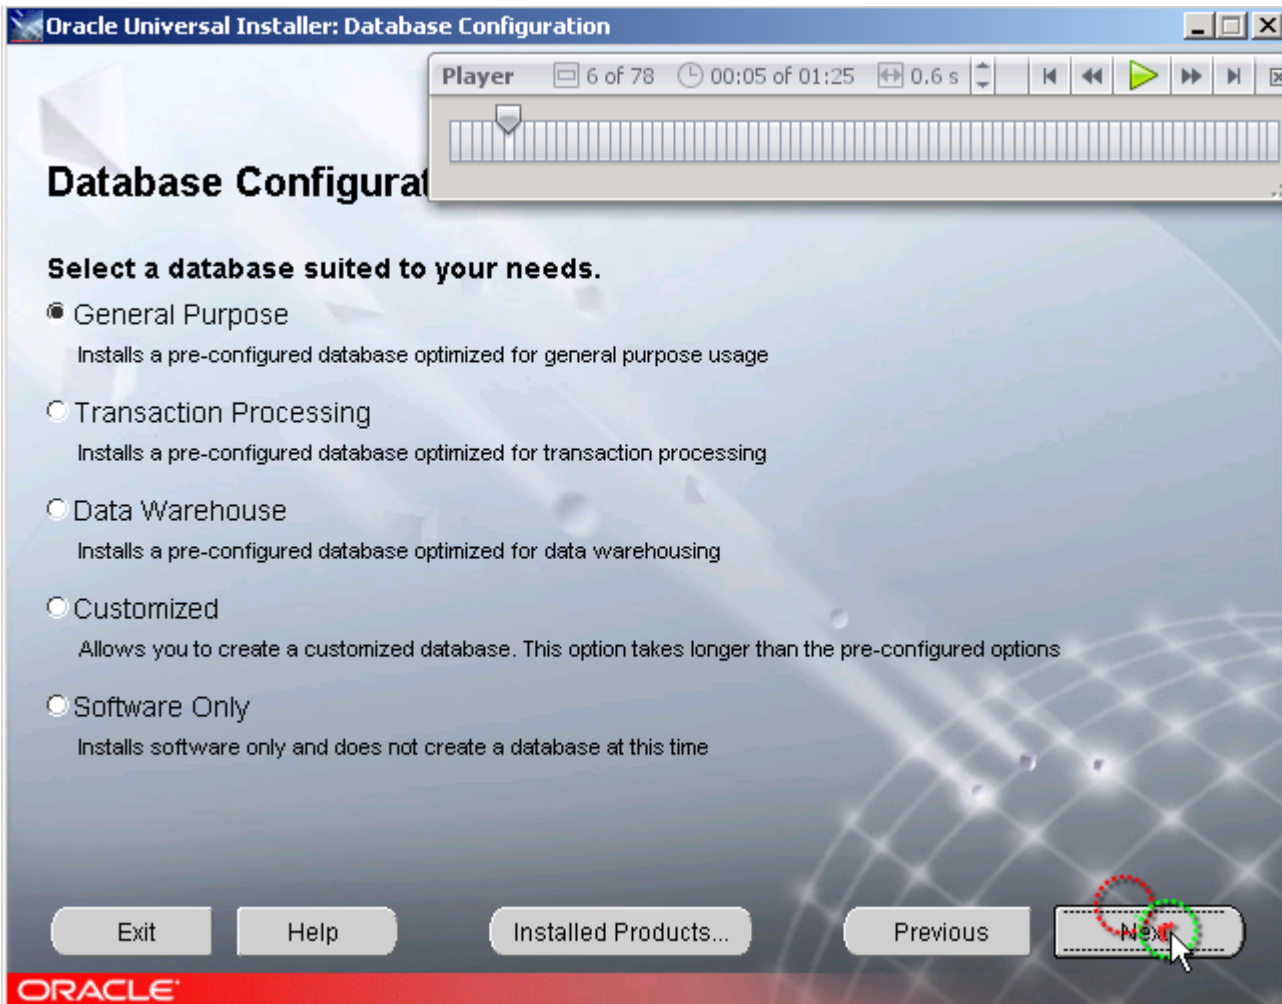 Oracle Universal Installer: Database Configuration
Player 6 of 78 00:05 of 01:25 0.6 s
Database Configurat
Select a database suited to your needs.
General Purpose
Installs a pre-configured database optimized for general purpose usage
Transaction Processing
Installs a pre-configured database optimized for transaction processing
Data Warehouse
Installs a pre-configured database optimized for data warehousing
Customized
Allows you to create a customized database. This option takes longer than the pre-configured options
Software Only
Installs software only and does not create a database at this time
Exit Help Installed Products... Previous Next
ORACLE